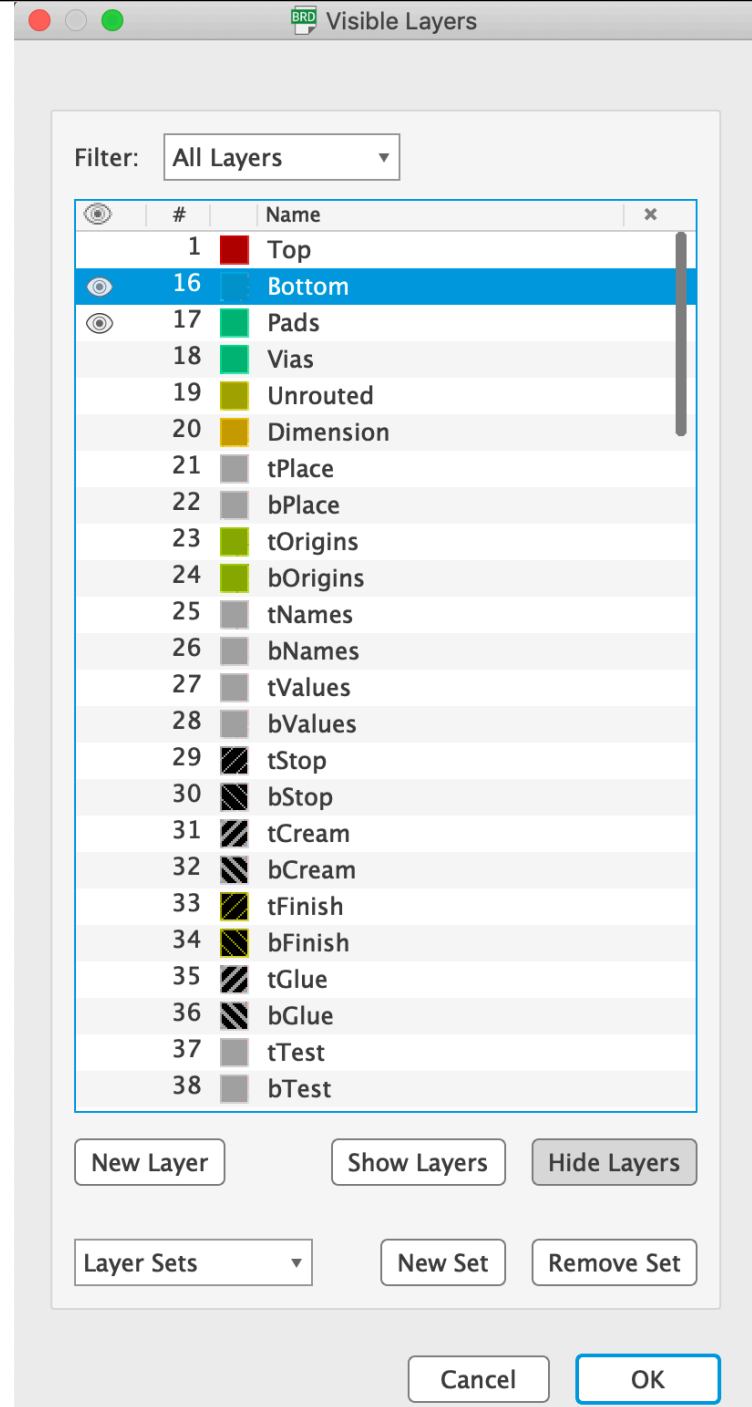 BRD Visible Layers
Filter: All Layers
# Name
1 Top
16 Bottom
17 Pads
18 Vias
19 Unrouted
20 Dimension
21 tPlace
22 bPlace
23 tOrigins
24 bOrigins
25 tNames
26 bNames
27 tValues
28 bValues
29 tStop
30 bStop
31 tCream
32 bCream
33 tFinish
34 bFinish
35 tGlue
36 bGlue
37 tTest
38 bTest
New Layer Show Layers Hide Layers
Layer Sets New Set Remove Set
Cancel OK